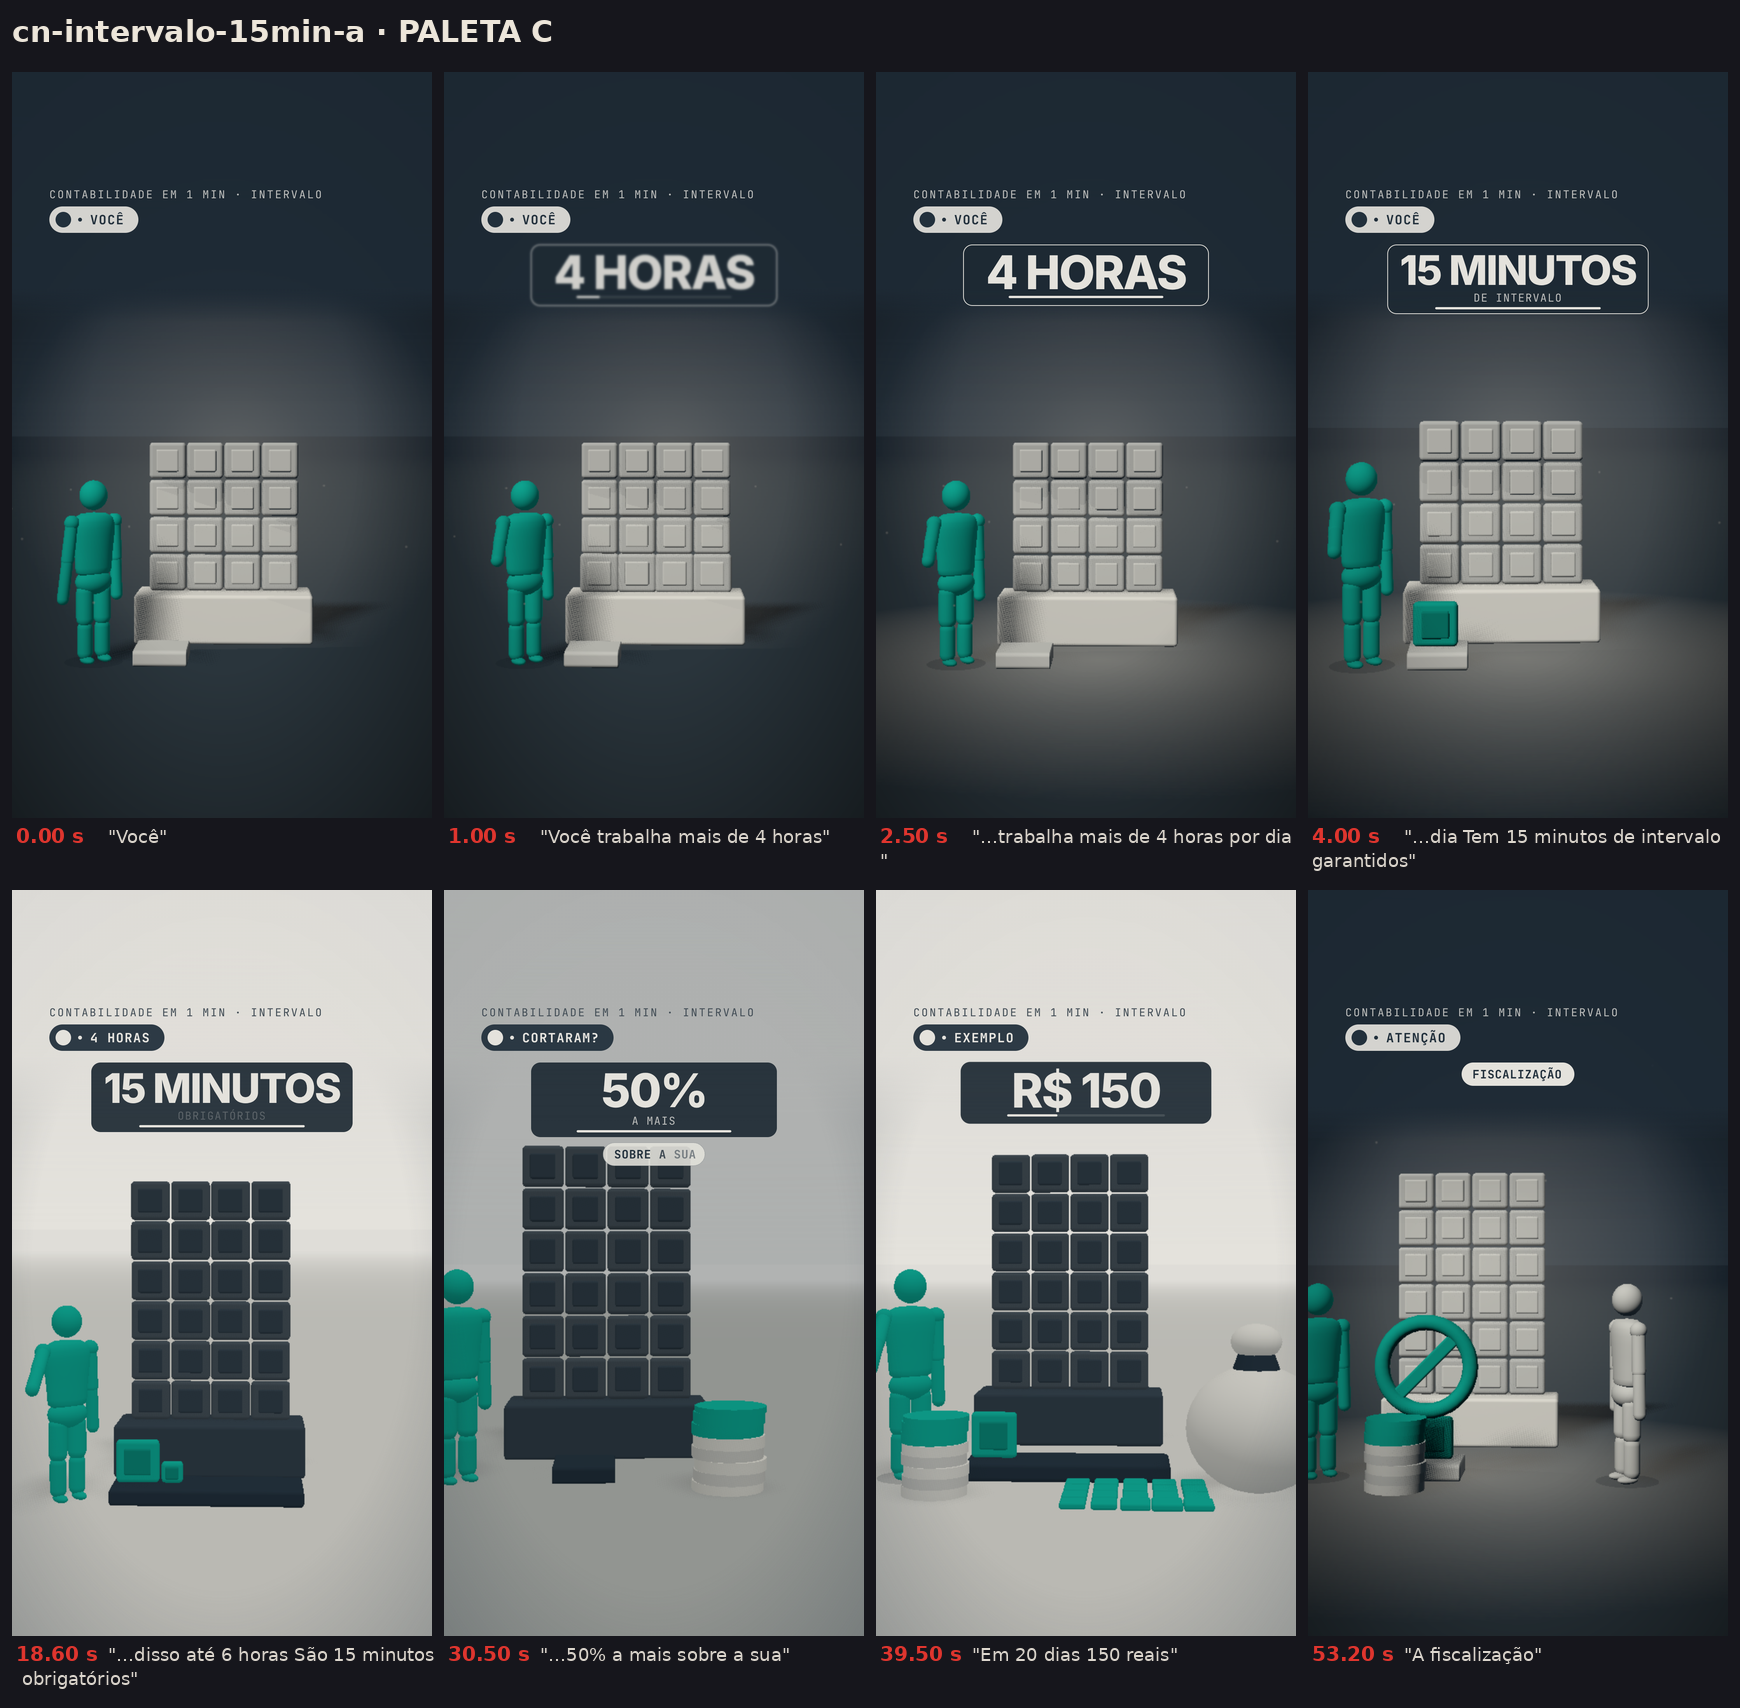 cn-intervalo-15min-a · PALETA C
CONTABILIDADE EM 1 MIN · INTERVALO
• VOCÊ
0.00 s "Você"
CONTABILIDADE EM 1 MIN · INTERVALO
• VOCÊ
4 HORAS
1.00 s "Você trabalha mais de 4 horas"
CONTABILIDADE EM 1 MIN · INTERVALO
• VOCÊ
4 HORAS
2.50 s "...trabalha mais de 4 horas por dia
"
CONTABILIDADE EM 1 MIN · INTERVALO
• VOCÊ
15 MINUTOS
DE INTERVALO
4.00 s "...dia Tem 15 minutos de intervalo
garantidos"
CONTABILIDADE EM 1 MIN · INTERVALO
• 4 HORAS
15 MINUTOS
OBRIGATÓRIOS
18.60 s "...disso até 6 horas São 15 minutos
obrigatórios"
CONTABILIDADE EM 1 MIN · INTERVALO
• CORTARAM?
50%
A MAIS
SOBRE A SUA
30.50 s "...50% a mais sobre a sua"
CONTABILIDADE EM 1 MIN · INTERVALO
• EXEMPLO
R$ 150
39.50 s "Em 20 dias 150 reais"
CONTABILIDADE EM 1 MIN · INTERVALO
• ATENÇÃO
FISCALIZAÇÃO
53.20 s "A fiscalização"